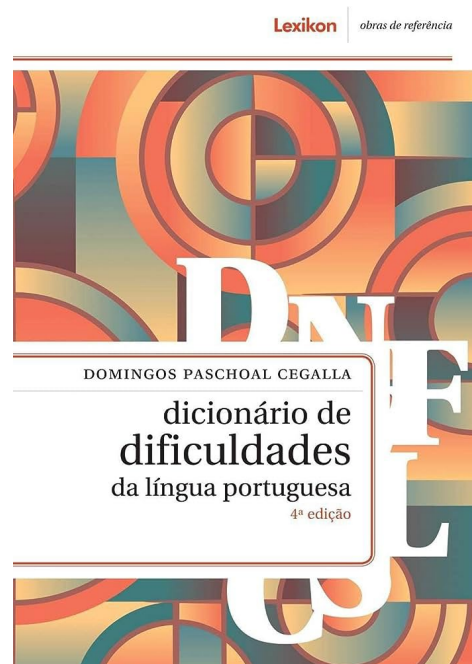 Lexikon
obras de referência
D
N
F
L
S
C
DOMINGOS PASCHOAL CEGALLA
dicionário de
dificuldades
da língua portuguesa
4ª edição